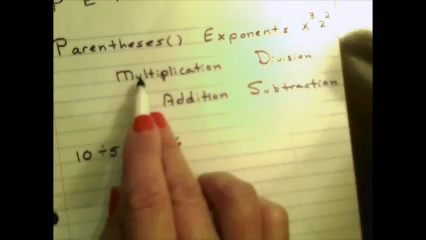 Parentheses() Exponents x³ 2²
Multiplication Division
Addition Subtraction
10 ÷ 5